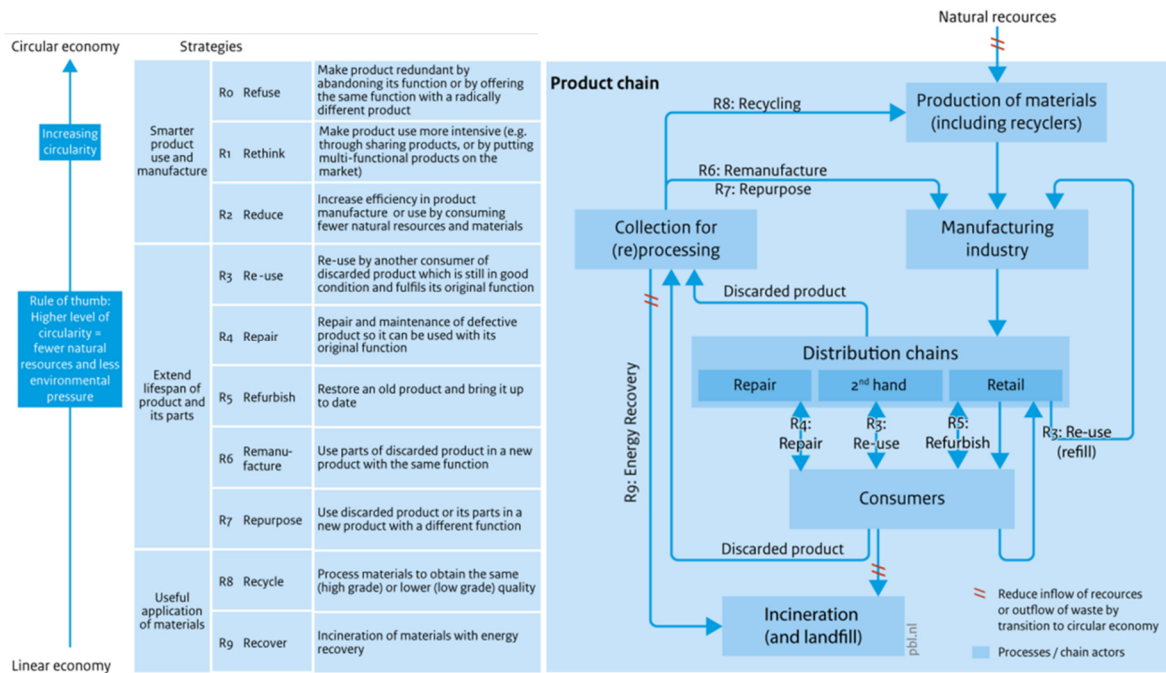 Circular economy
Strategies
Increasing
circularity
Rule of thumb:
Higher level of
circularity =
fewer natural
resources and less
environmental
pressure
Linear economy
Smarter
product
use and
manufacture
R0 Refuse
Make product redundant by
abandoning its function or by offering
the same function with a radically
different product
R1 Rethink
Make product use more intensive (e.g.
through sharing products, or by putting
multi-functional products on the
market)
R2 Reduce
Increase efficiency in product
manufacture or use by consuming
fewer natural resources and materials
Extend
lifespan of
product and
its parts
R3 Re-use
Re-use by another consumer of
discarded product which is still in good
condition and fulfils its original function
R4 Repair
Repair and maintenance of defective
product so it can be used with its
original function
R5 Refurbish
Restore an old product and bring it up
to date
R6 Remanu-
facture
Use parts of discarded product in a new
product with the same function
R7 Repurpose
Use discarded product or its parts in a
new product with a different function
Useful
application
of materials
R8 Recycle
Process materials to obtain the same
(high grade) or lower (low grade) quality
R9 Recover
Incineration of materials with energy
recovery
Natural recources
Product chain
R8: Recycling
Production of materials
(including recyclers)
R6: Remanufacture
R7: Repurpose
Collection for
(re)processing
Manufacturing
industry
Discarded product
Distribution chains
Repair
2nd hand
Retail
R9: Energy Recovery
R4:
Repair
R3:
Re-use
R5:
Refurbish
R3: Re-use
(refill)
Consumers
Discarded product
Incineration
(and landfill)
pbl.nl
Reduce inflow of recources
or outflow of waste by
transition to circular economy
Processes / chain actors